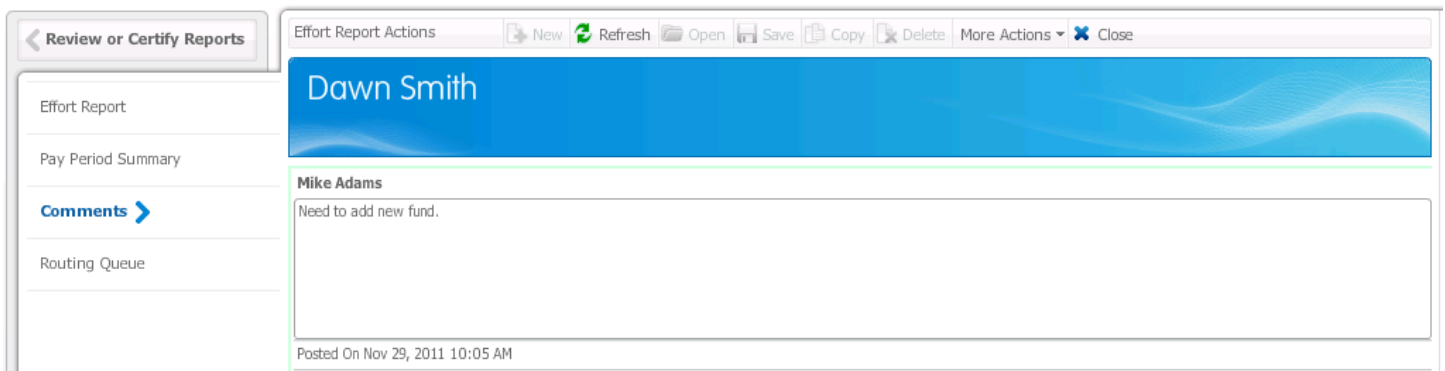 Review or Certify Reports
Effort Report Actions New Refresh Open Save Copy Delete More Actions Close
Dawn Smith
Effort Report
Pay Period Summary
Comments
Routing Queue
Mike Adams
Need to add new fund.
Posted On Nov 29, 2011 10:05 AM